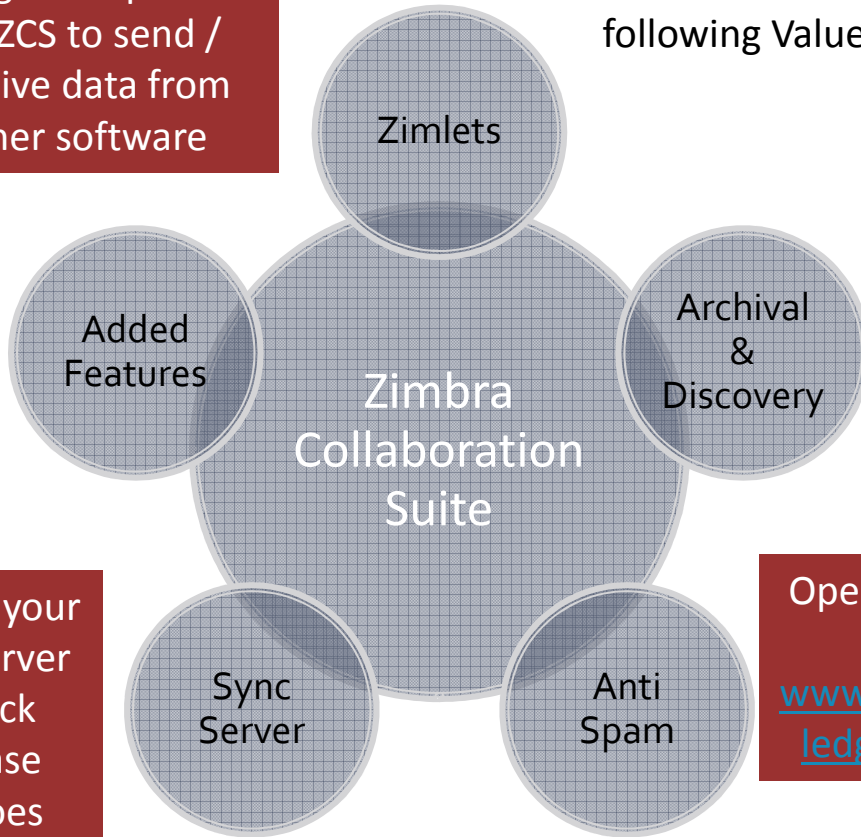 ZCS to send /
ive data from
her software
following Value
Zimlets
Added
Features
Archival
&
Discovery
Zimbra
Collaboration
Suite
your
rver
ck
se
oes
Sync
Server
Anti
Spam
Ope
www.
ledg